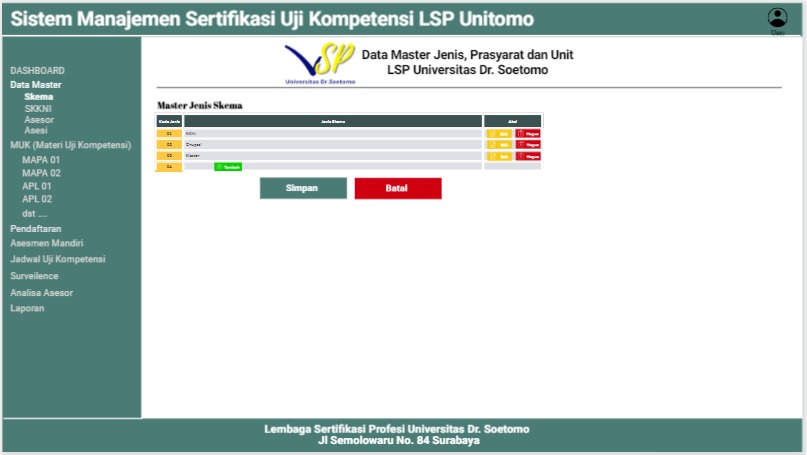 Sistem Manajemen Sertifikasi Uji Kompetensi LSP Unitomo
User
DASHBOARD
Data Master
Skema
SKKNI
Asesor
Asesi
MUK (Materi Uji Kompetensi)
MAPA 01
MAPA 02
APL 01
APL 02
dst ....
Pendaftaran
Asesmen Mandiri
Jadwal Uji Kompetensi
Surveilence
Analisa Asesor
Laporan
VSP
Universitas Dr.Soetomo
Data Master Jenis, Prasyarat dan Unit
LSP Universitas Dr. Soetomo
Master Jenis Skema
Kode Jenis Jenis Skema Aksi
01 KKNI Edit Hapus
02 Okupasi Edit Hapus
03 Klaster Edit Hapus
04 Tambah
Simpan Batal
Lembaga Sertifikasi Profesi Universitas Dr. Soetomo
Jl Semolowaru No. 84 Surabaya